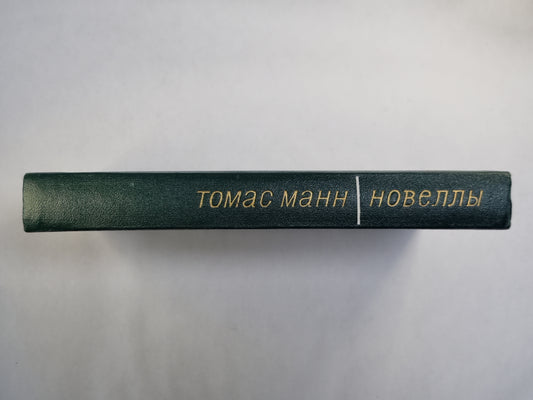 томас манн | новеллы